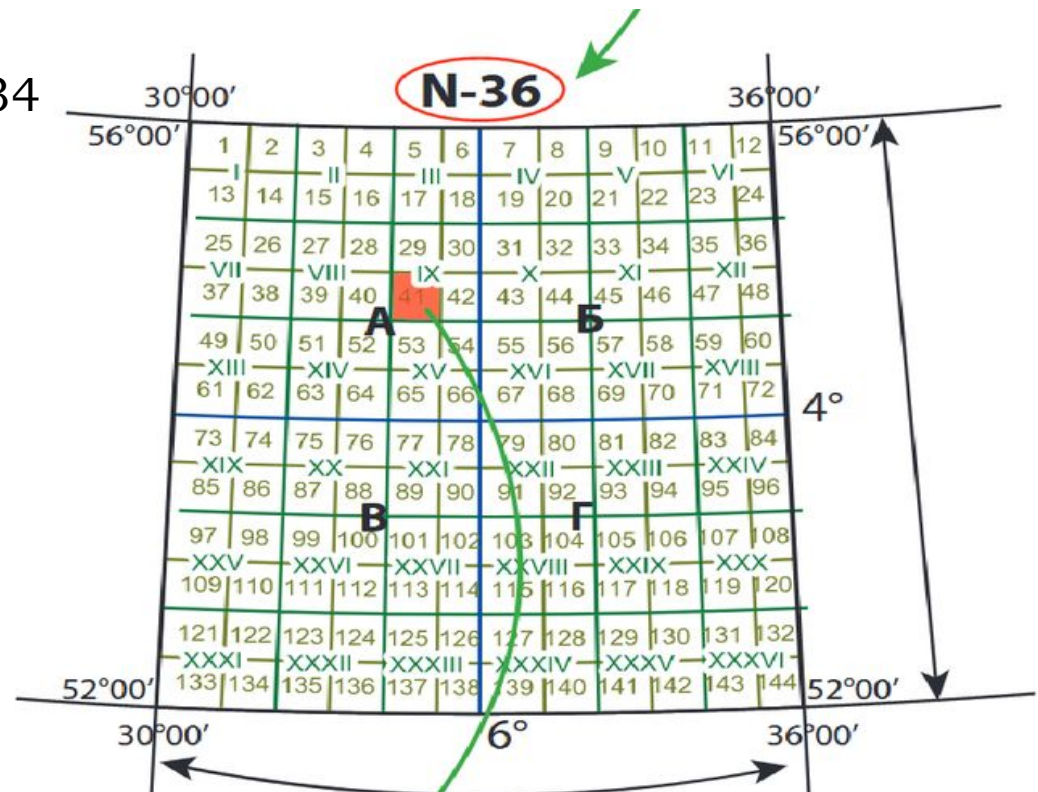 34
N-36
30°00′ 36°00′
56°00′ 56°00′
1 2 3 4 5 6 7 8 9 10 11 12
I II III IV V VI
13 14 15 16 17 18 19 20 21 22 23 24
25 26 27 28 29 30 31 32 33 34 35 36
VII VIII IX X XI XII
37 38 39 40 41 42 43 44 45 46 47 48
А Б
49 50 51 52 53 54 55 56 57 58 59 60
XIII XIV XV XVI XVII XVIII
61 62 63 64 65 66 67 68 69 70 71 72
4°
73 74 75 76 77 78 79 80 81 82 83 84
XIX XX XXI XXII XXIII XXIV
85 86 87 88 89 90 91 92 93 94 95 96
В Г
97 98 99 100 101 102 103 104 105 106 107 108
XXV XXVI XXVII XXVIII XXIX XXX
109 110 111 112 113 114 115 116 117 118 119 120
121 122 123 124 125 126 127 128 129 130 131 132
XXXI XXXII XXXIII XXXIV XXXV XXXVI
133 134 135 136 137 138 139 140 141 142 143 144
52°00′ 52°00′
30°00′ 6° 36°00′